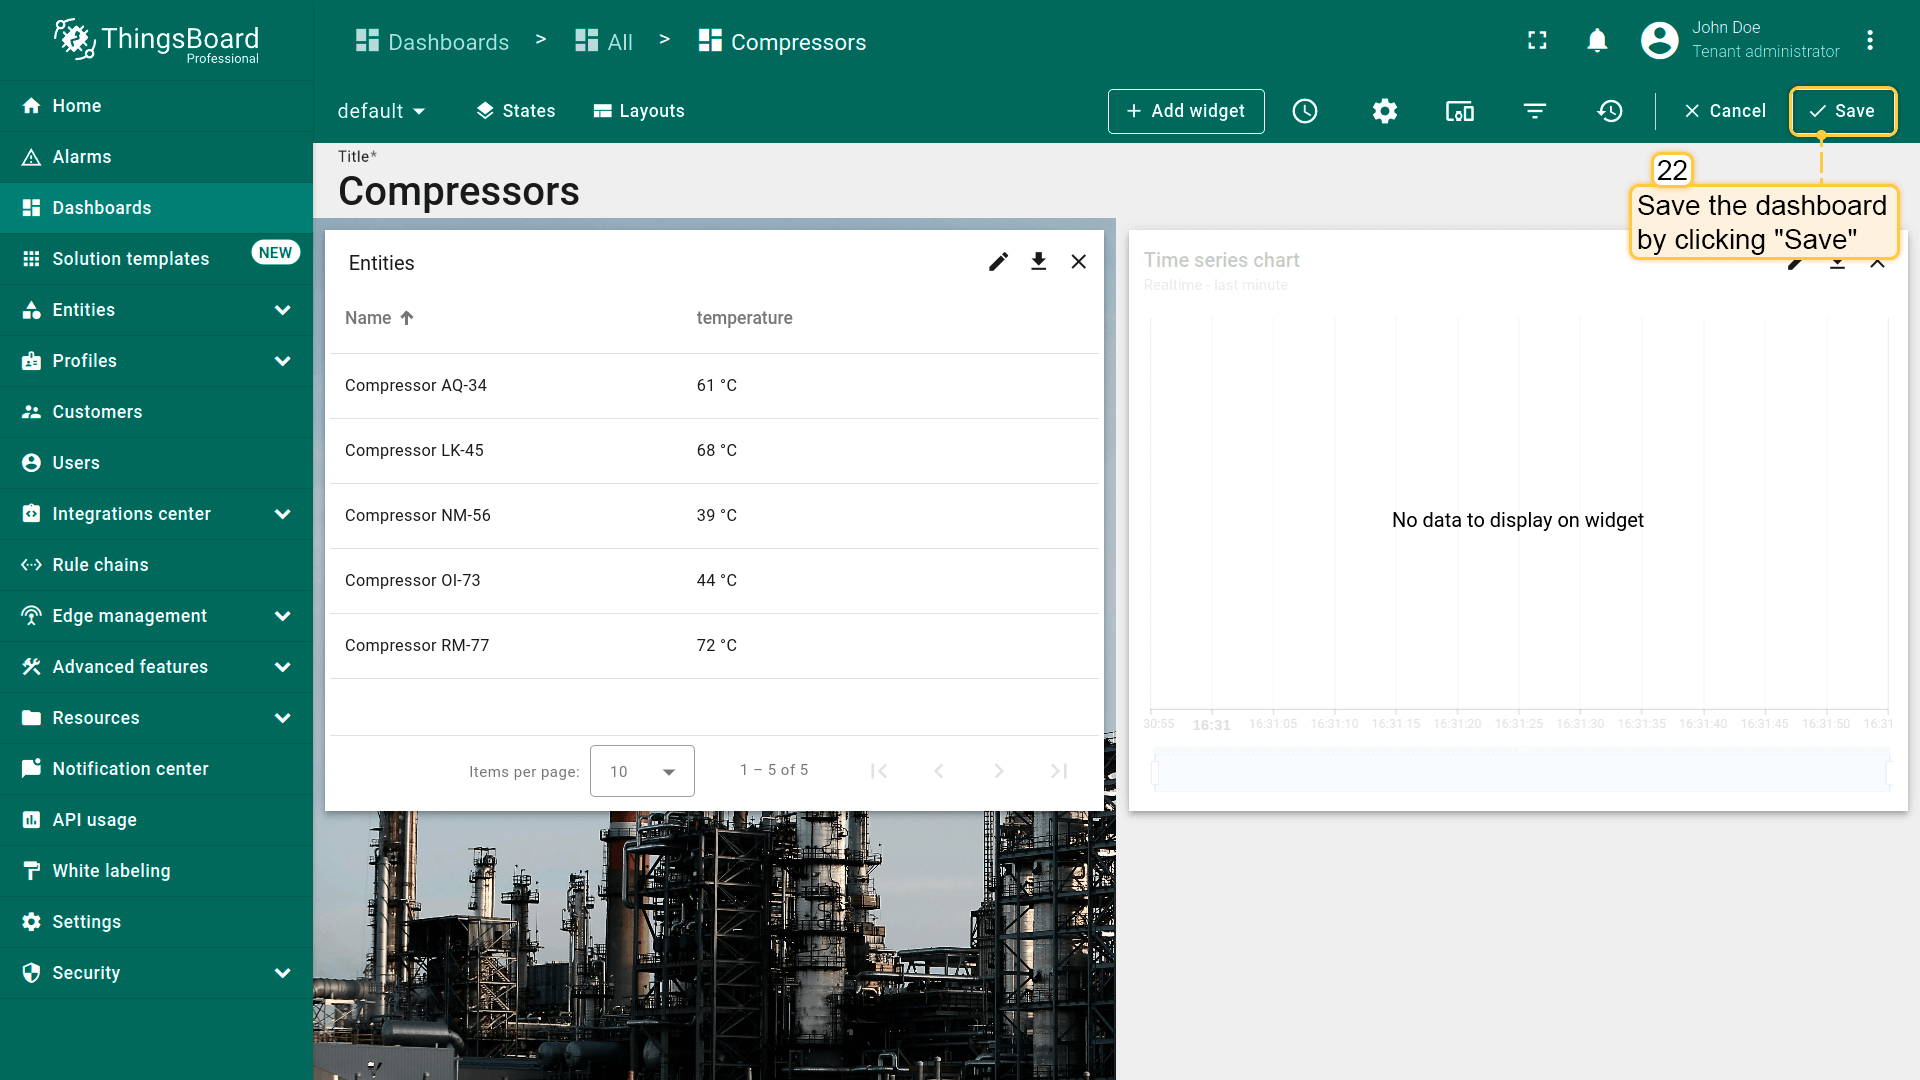 ThingsBoard
Professional
Dashboards > All > Compressors
John Doe
Tenant administrator
default States Layouts + Add widget Cancel Save
Home
Alarms
Dashboards
Solution templates NEW
Entities
Profiles
Customers
Users
Integrations center
Rule chains
Edge management
Advanced features
Resources
Notification center
API usage
White labeling
Settings
Security
Title*
Compressors
22
Save the dashboard
by clicking "Save"
Entities
Name temperature
Compressor AQ-34 61 °C
Compressor LK-45 68 °C
Compressor NM-56 39 °C
Compressor OI-73 44 °C
Compressor RM-77 72 °C
Items per page: 10 1 – 5 of 5
Time series chart
Realtime - last minute
No data to display on widget
30:55 16:31 16:31:05 16:31:10 16:31:15 16:31:20 16:31:25 16:31:30 16:31:35 16:31:40 16:31:45 16:31:50 16:31